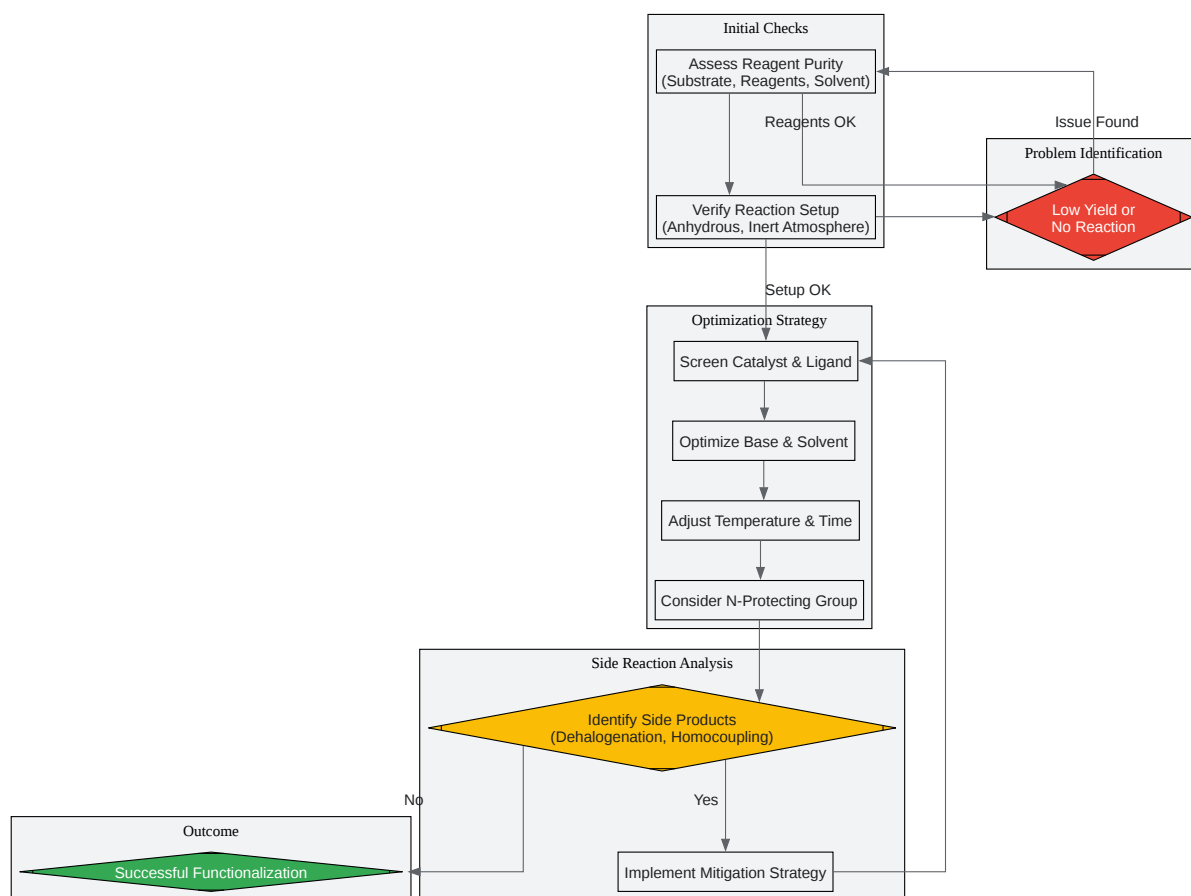 Initial Checks
Assess Reagent Purity
(Substrate, Reagents, Solvent)
Reagents OK
Issue Found
Problem Identification
Low Yield or
No Reaction
Verify Reaction Setup
(Anhydrous, Inert Atmosphere)
Setup OK
Optimization Strategy
Screen Catalyst & Ligand
Optimize Base & Solvent
Adjust Temperature & Time
Consider N-Protecting Group
Side Reaction Analysis
Identify Side Products
(Dehalogenation, Homocoupling)
No
Yes
Outcome
Successful Functionalization
Implement Mitigation Strategy